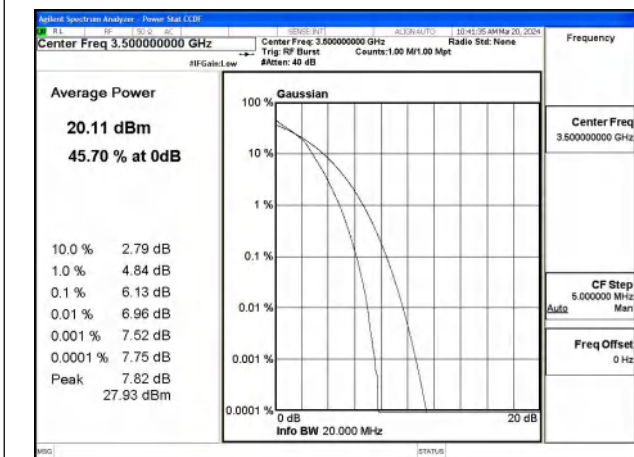 Agilent Spectrum Analyzer - Power Stat CCDF
RL RF 50 Ω AC SENSE:INT ALIGNAUTO 10:41:35 AM Mar 20, 2024
Center Freq 3.500000000 GHz
Center Freq: 3.500000000 GHz Radio Std: None
Trig: RF Burst Counts:1.00 M/1.00 Mpt
#IFGain:Low #Atten: 40 dB
Frequency
Average Power
20.11 dBm
45.70 % at 0dB
10.0 % 2.79 dB
1.0 % 4.84 dB
0.1 % 6.13 dB
0.01 % 6.96 dB
0.001 % 7.52 dB
0.0001 % 7.75 dB
Peak 7.82 dB
27.93 dBm
Gaussian
100 %
10 %
1 %
0.1 %
0.01 %
0.001 %
0.0001 %
0 dB 20 dB
Info BW 20.000 MHz
Center Freq
3.500000000 GHz
CF Step
5.000000 MHz
Auto Man
Freq Offset
0 Hz
MSG STATUS